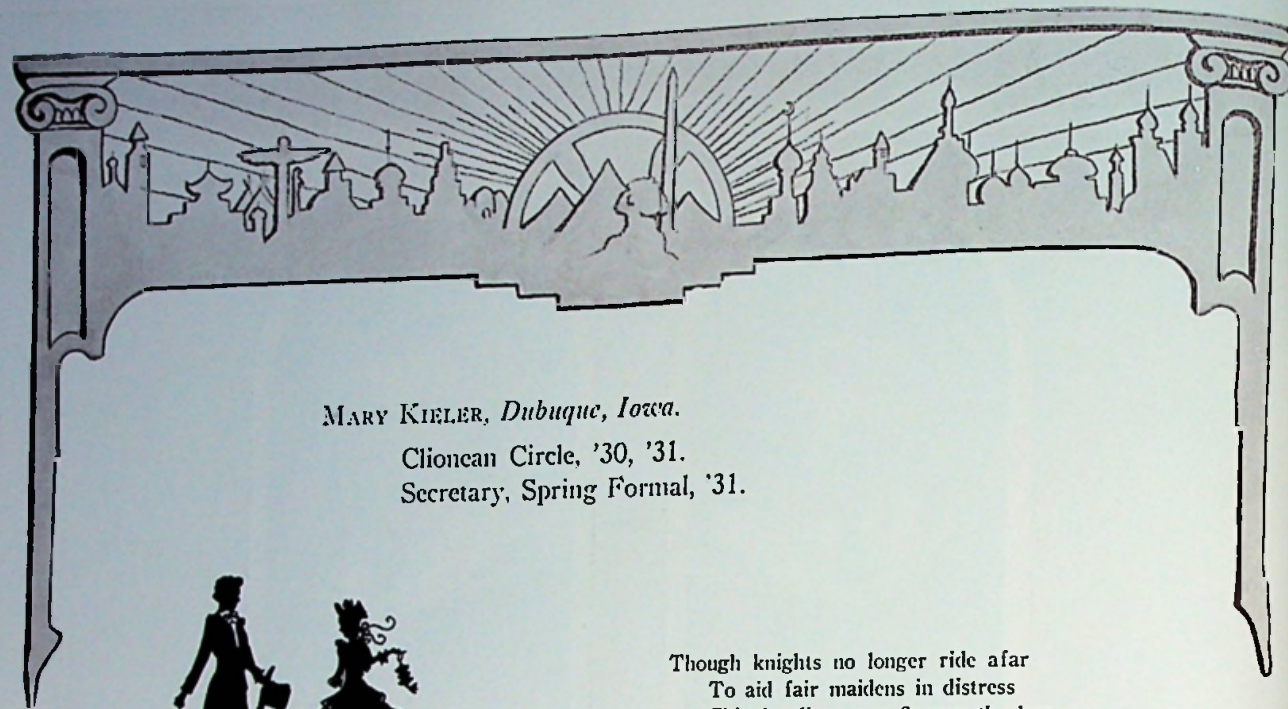 MARY KIELER, Dubuque, Iowa.
Clionean Circle, '30, '31.
Secretary, Spring Formal, '31.
Though knights no longer ride afar
To aid fair maidens in distress